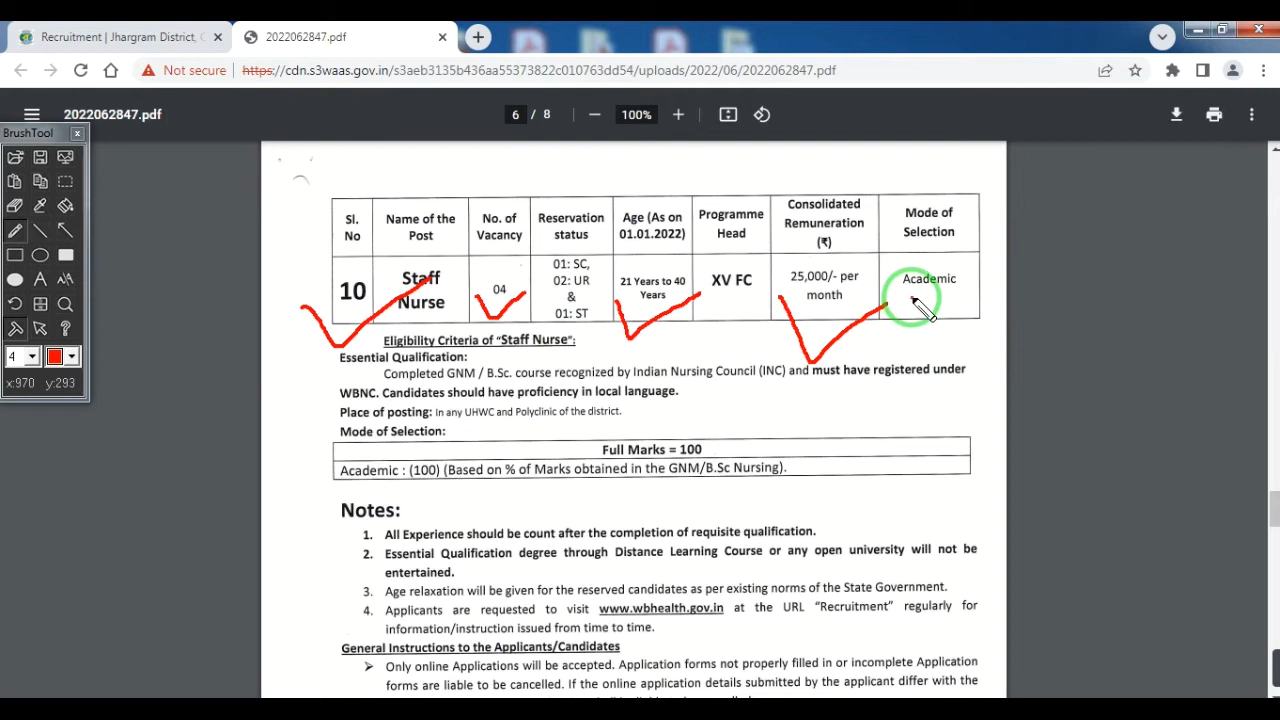 Recruitment | Jhargram District,
2022062847.pdf
Not secure
https://cdn.s3waas.gov.in/s3aeb3135b436aa55373822c010763dd54/uploads/2022/06/2022062847.pdf
2022062847.pdf
6 / 8
100%
BrushTool
4
x:970 y:293
Sl. No
Name of the Post
No. of Vacancy
Reservation status
Age (As on 01.01.2022)
Programme Head
Consolidated Remuneration (₹)
Mode of Selection
10
Staff Nurse
04
01: SC, 02: UR & 01: ST
21 Years to 40 Years
XV FC
25,000/- per month
Academic
Eligibility Criteria of "Staff Nurse":
Essential Qualification:
Completed GNM / B.Sc. course recognized by Indian Nursing Council (INC) and must have registered under
WBNC. Candidates should have proficiency in local language.
Place of posting: In any UHWC and Polyclinic of the district.
Mode of Selection:
Full Marks = 100
Academic : (100) (Based on % of Marks obtained in the GNM/B.Sc Nursing).
Notes:
1. All Experience should be count after the completion of requisite qualification.
2. Essential Qualification degree through Distance Learning Course or any open university will not be
entertained.
3. Age relaxation will be given for the reserved candidates as per existing norms of the State Government.
4. Applicants are requested to visit www.wbhealth.gov.in at the URL "Recruitment" regularly for
information/instruction issued from time to time.
General Instructions to the Applicants/Candidates
➢ Only online Applications will be accepted. Application forms not properly filled in or incomplete Application
forms are liable to be cancelled. If the online application details submitted by the applicant differ with the